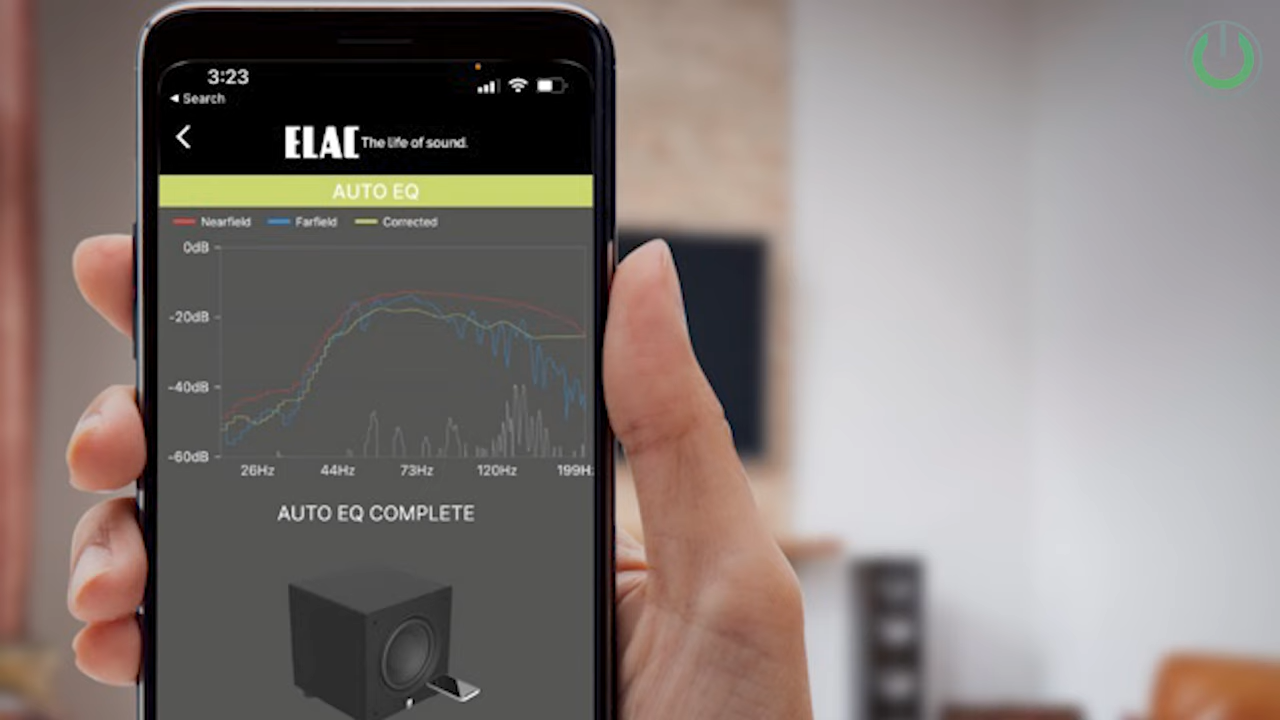 3:23
◀ Search
ELAC The life of sound.
AUTO EQ
Nearfield Farfield Corrected
0dB
-20dB
-40dB
-60dB
26Hz 44Hz 73Hz 120Hz 199Hz
AUTO EQ COMPLETE